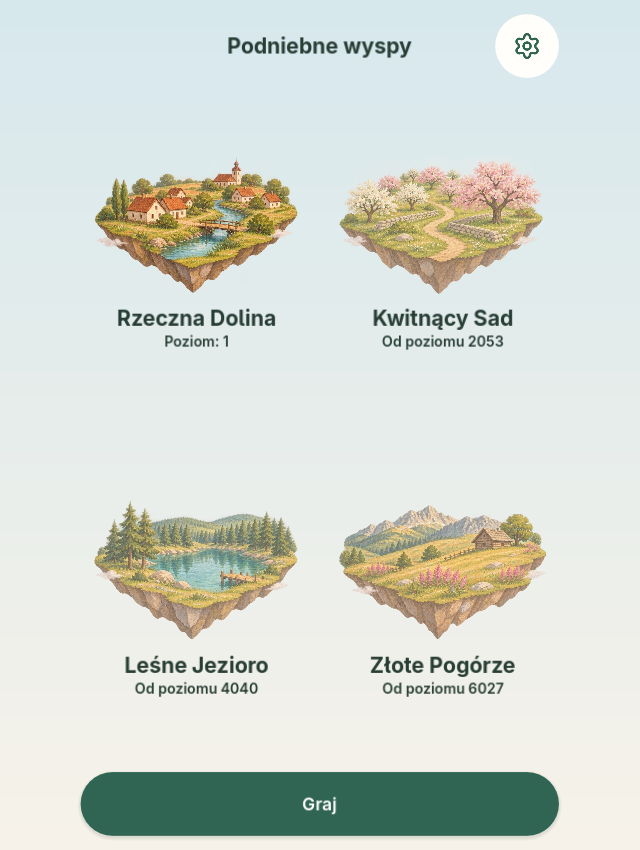 Podniebne wyspy
Rzeczna Dolina
Poziom: 1
Kwitnący Sad
Od poziomu 2053
Leśne Jezioro
Od poziomu 4040
Złote Pogórze
Od poziomu 6027
Graj